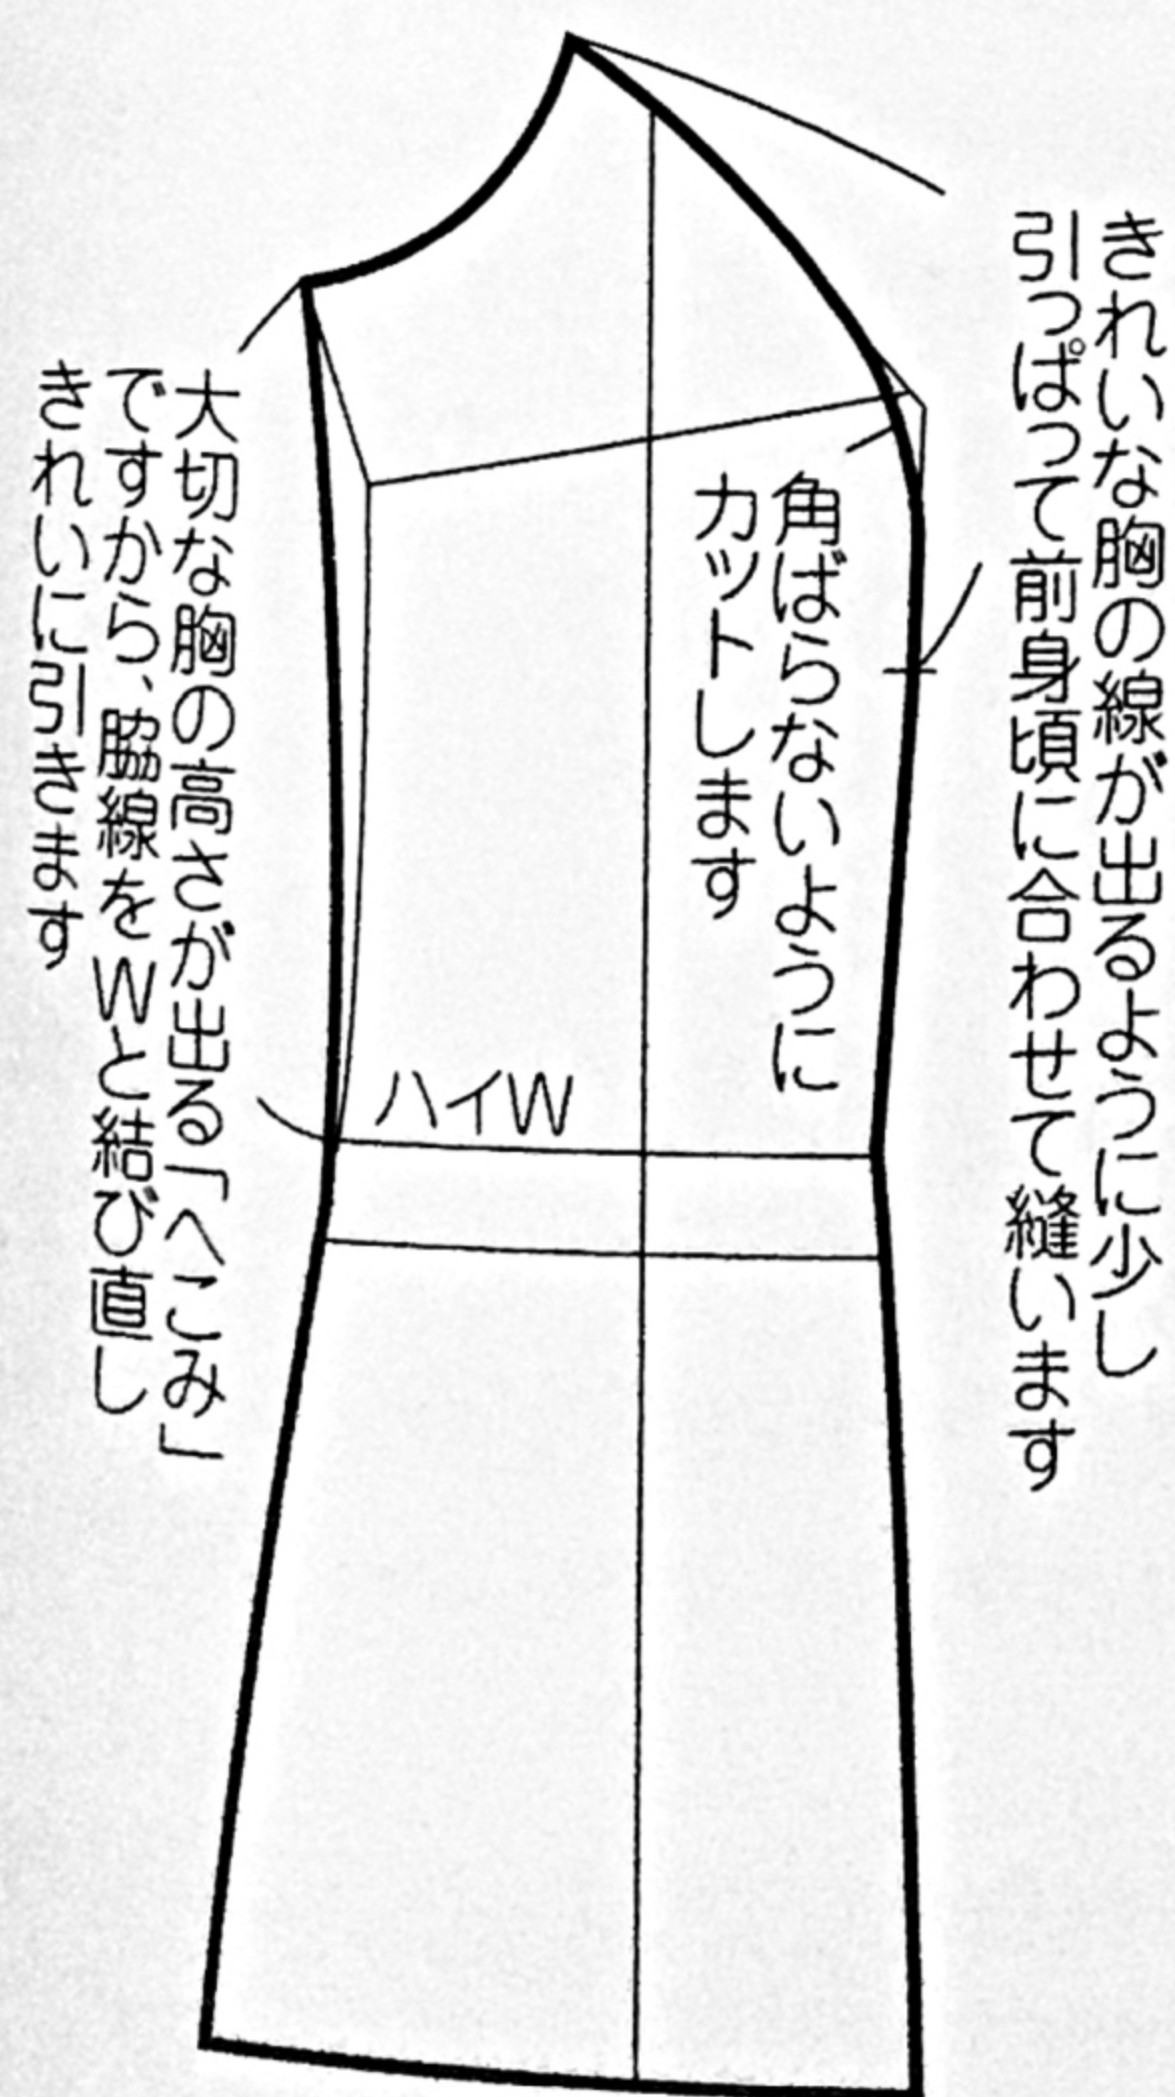 きれいな胸の線が出るように少し
引っぱって前身頃に合わせて縫います
角ばらないように
カットします
ハイW
大切な胸の高さが出る「へこみ」
ですから、脇線をWと結び直し
きれいに引きます